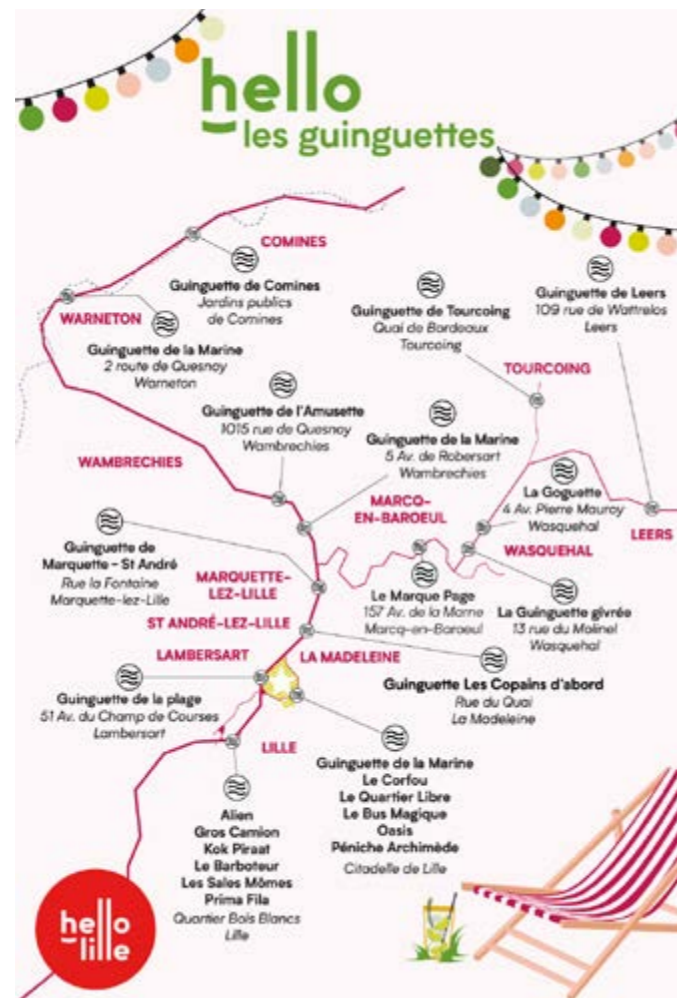 hello
les guinguettes
COMINES
Guinguette de Comines
Jardins publics
de Comines
WARNETON
Guinguette de la Marine
2 route de Quesnoy
Warneton
Guinguette de Tourcoing
Quai de Bordeaux
Tourcoing
Guinguette de Leers
109 rue de Wattrelos
Leers
TOURCOING
Guinguette de l'Amusette
1015 rue de Quesnoy
Wambrechies
Guinguette de la Marine
5 Av. de Robersart
Wambrechies
WAMBRECHIES
MARCQ-
EN-BAROEUL
La Goguette
4 Av. Pierre Mauroy
Wasquehal
LEERS
WASQUEHAL
Guinguette de
Marquette - St André
Rue la Fontaine
Marquette-lez-Lille
MARQUETTE-
LEZ-LILLE
Le Marque Page
157 Av. de la Marne
Marcq-en-Baroeul
La Guinguette givrée
13 rue du Molinel
Wasquehal
ST ANDRÉ-LEZ-LILLE
LAMBERSART
LA MADELEINE
Guinguette Les Copains d'abord
Rue du Quai
La Madeleine
Guinguette de la plage
51 Av. du Champ de Courses
Lambersart
LILLE
Guinguette de la Marine
Le Corfou
Le Quartier Libre
Le Bus Magique
Oasis
Péniche Archimède
Citadelle de Lille
Alien
Gros Camion
Kok Piraat
Le Barboteur
Les Sales Mômes
Prima Fila
Quartier Bois Blancs
Lille
hello
lille